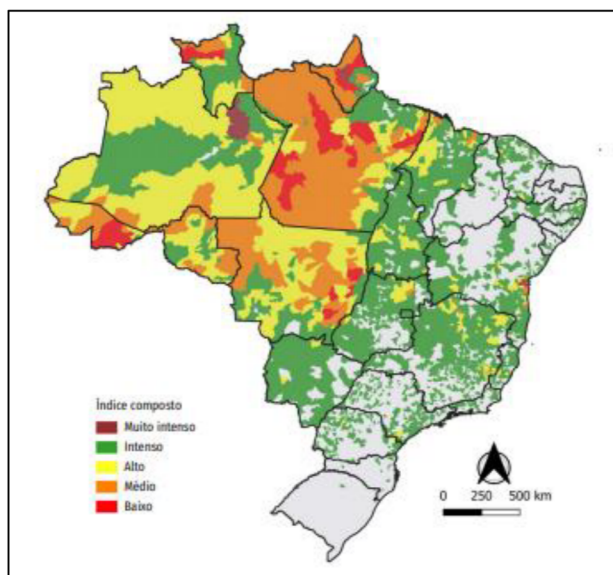 Índice composto
Muito intenso
Intenso
Alto
Médio
Baixo
0 250 500 km